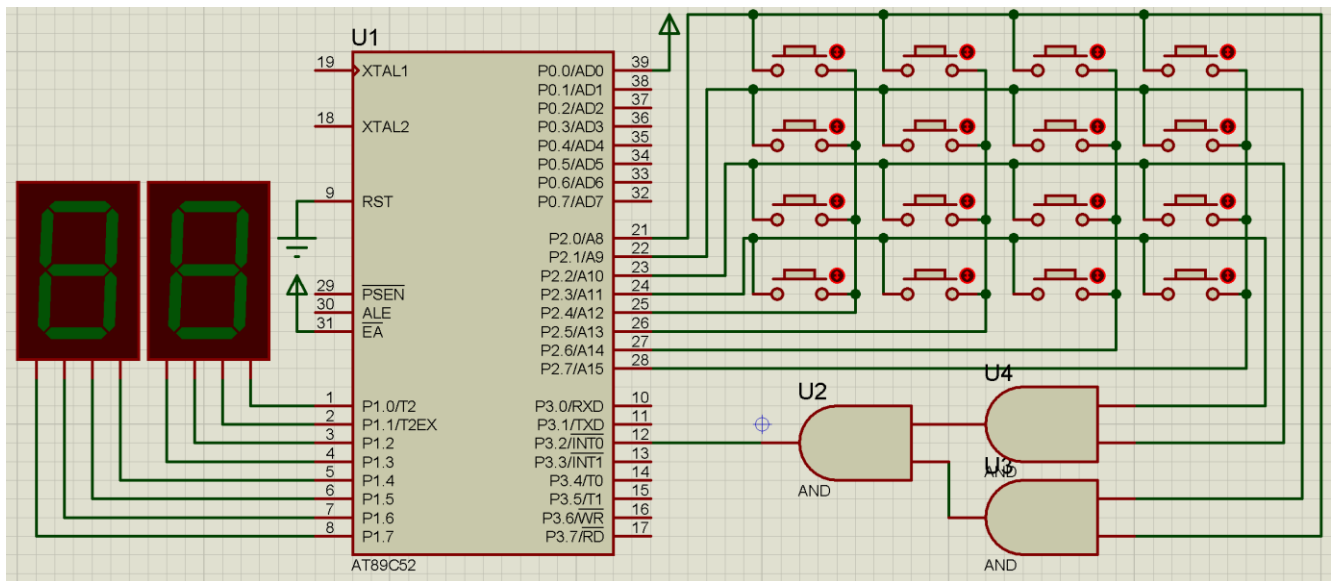 U1
19 XTAL1 P0.0/AD0 39
P0.1/AD1 38
P0.2/AD2 37
18 XTAL2 P0.3/AD3 36
P0.4/AD4 35
P0.5/AD5 34
P0.6/AD6 33
9 RST P0.7/AD7 32
P2.0/A8 21
P2.1/A9 22
P2.2/A10 23
29 PSEN P2.3/A11 24
30 ALE P2.4/A12 25
31 EA P2.5/A13 26
P2.6/A14 27
P2.7/A15 28
1 P1.0/T2 P3.0/RXD 10
2 P1.1/T2EX P3.1/TXD 11
3 P1.2 P3.2/INT0 12
4 P1.3 P3.3/INT1 13
5 P1.4 P3.4/T0 14
6 P1.5 P3.5/T1 15
7 P1.6 P3.6/WR 16
8 P1.7 P3.7/RD 17
AT89C52
U2
AND
U4
AND
U3
AND